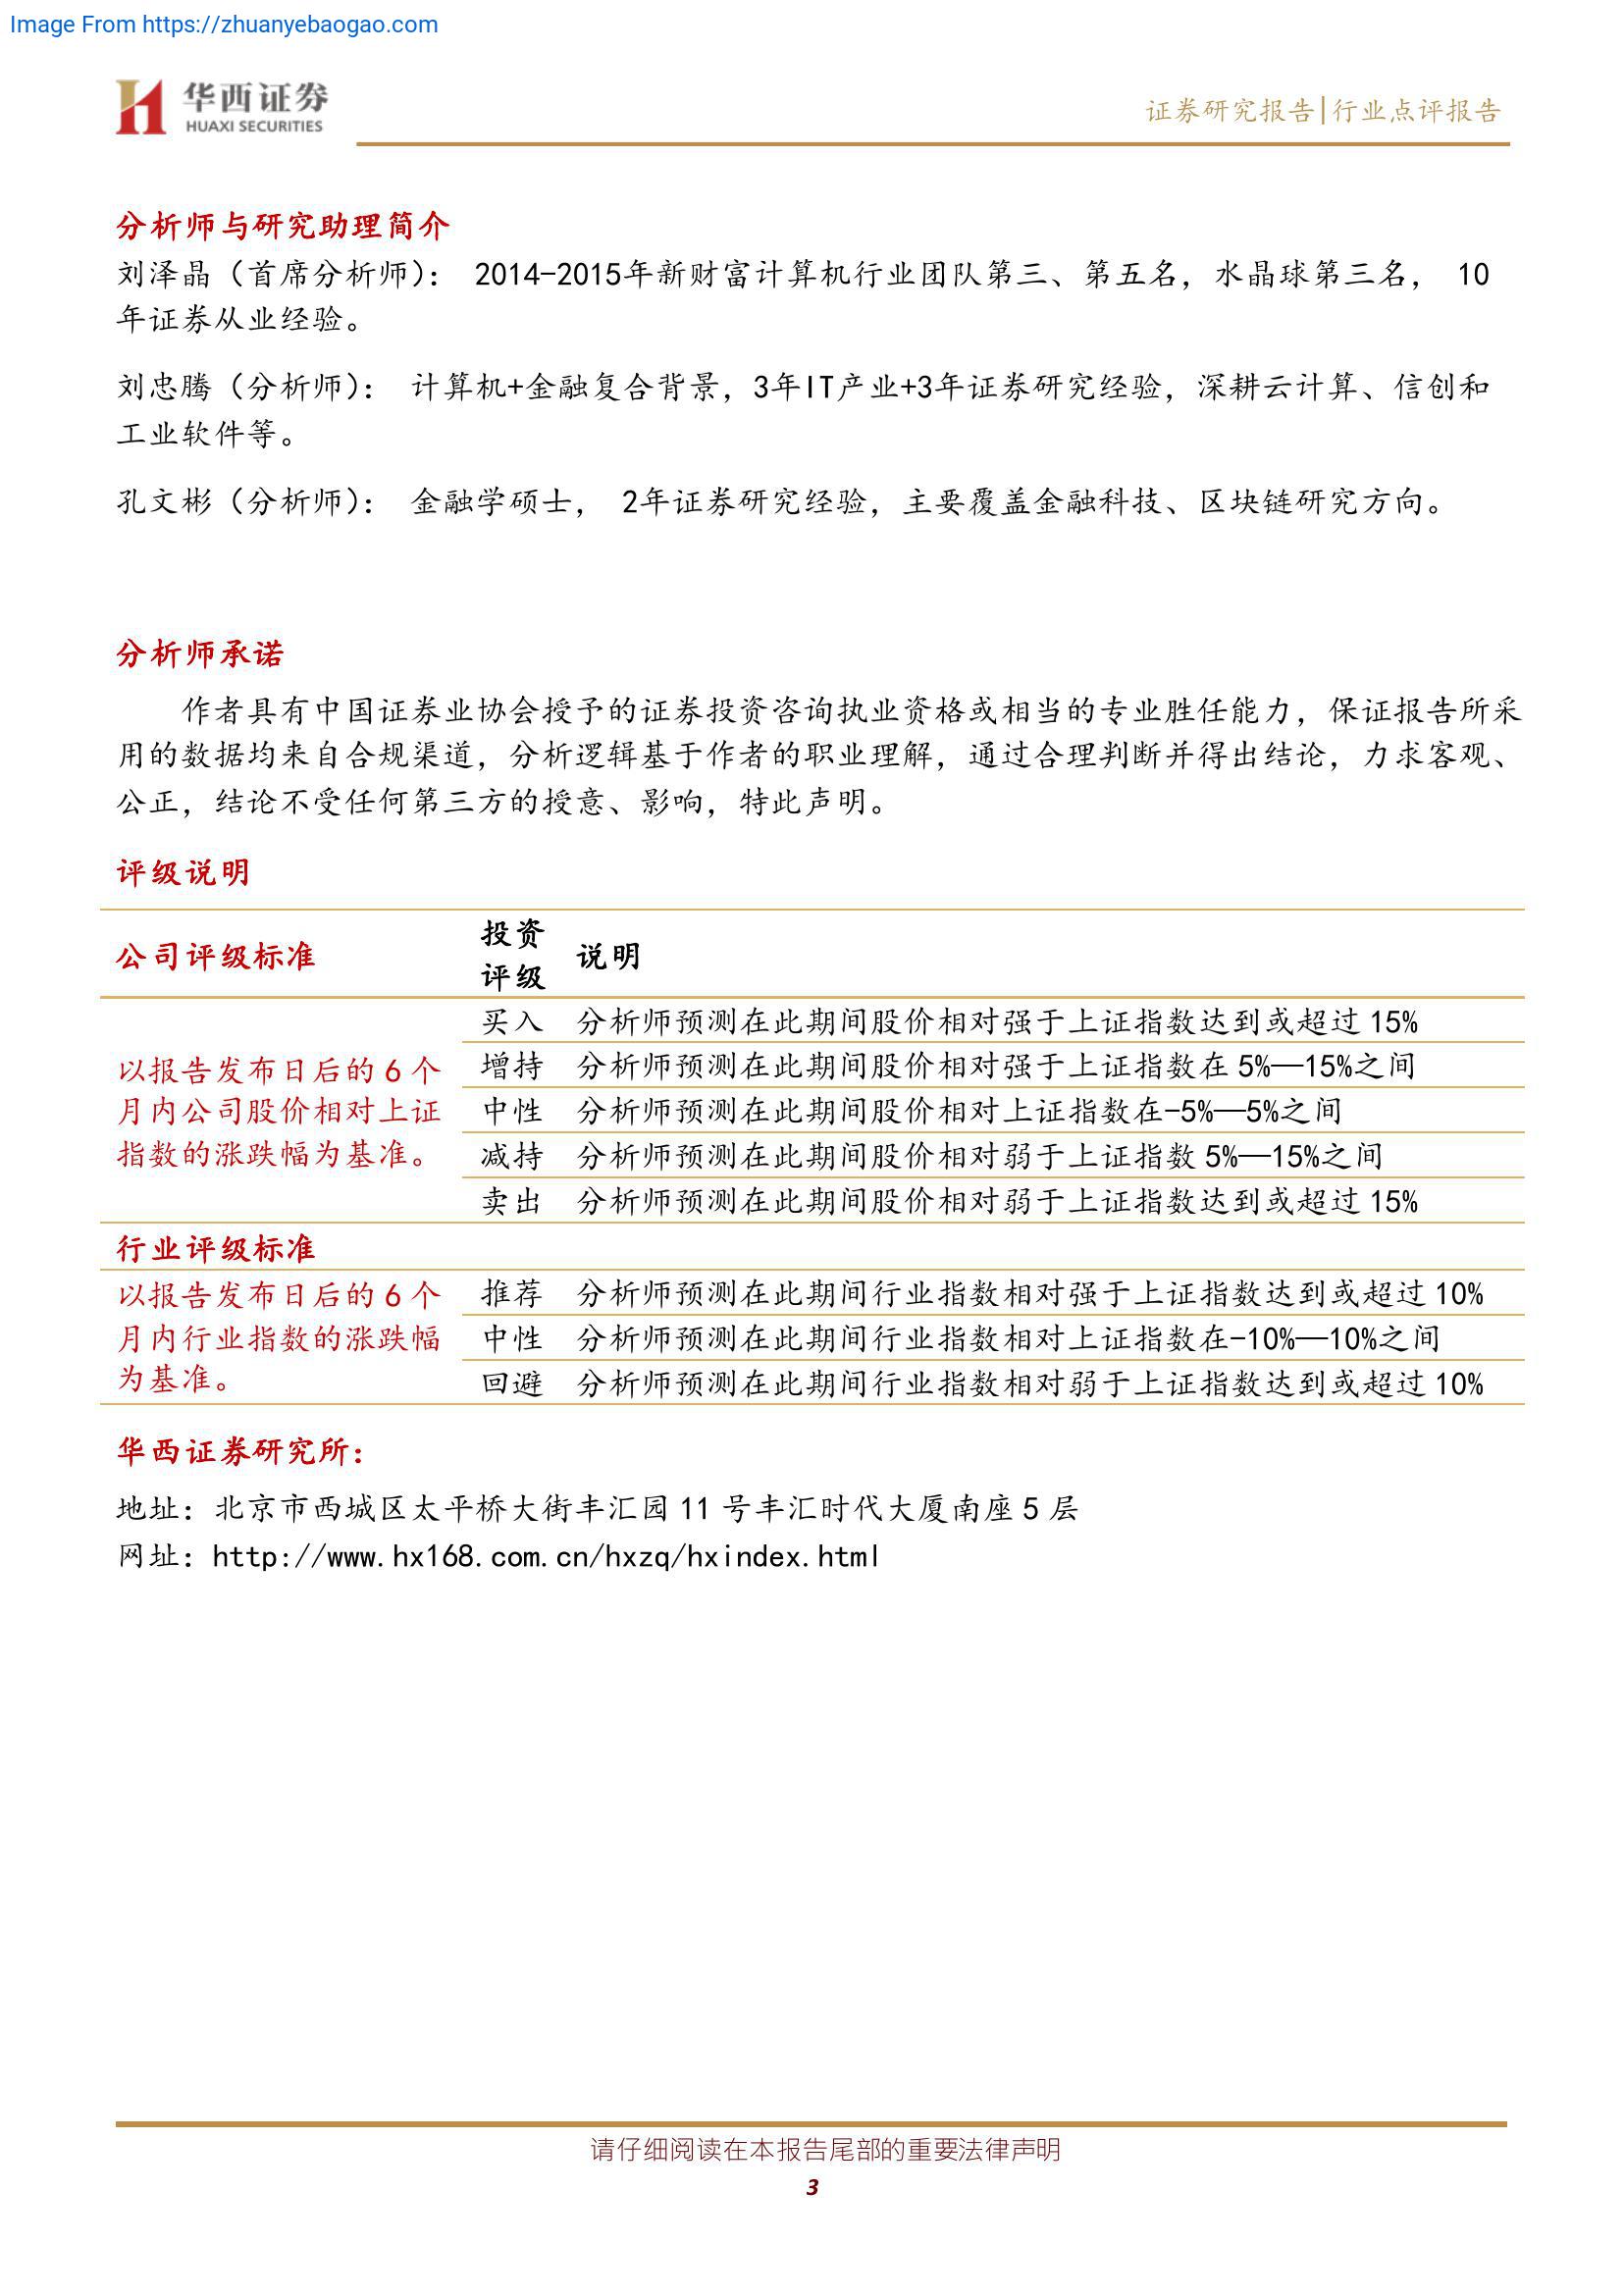 Image From https://zhuanyebaogao.com
华西证券
HUAXI SECURITIES
证券研究报告|行业点评报告
分析师与研究助理简介
刘泽晶（首席分析师）： 2014-2015年新财富计算机行业团队第三、第五名，水晶球第三名， 10
年证券从业经验。
刘忠腾（分析师）： 计算机+金融复合背景，3年IT产业+3年证券研究经验，深耕云计算、信创和
工业软件等。
孔文彬（分析师）： 金融学硕士， 2年证券研究经验，主要覆盖金融科技、区块链研究方向。
分析师承诺
作者具有中国证券业协会授予的证券投资咨询执业资格或相当的专业胜任能力，保证报告所采
用的数据均来自合规渠道，分析逻辑基于作者的职业理解，通过合理判断并得出结论，力求客观、
公正，结论不受任何第三方的授意、影响，特此声明。
评级说明
公司评级标准 投资评级 说明
以报告发布日后的 6 个
月内公司股价相对上证
指数的涨跌幅为基准。
买入 分析师预测在此期间股价相对强于上证指数达到或超过 15%
增持 分析师预测在此期间股价相对强于上证指数在 5%—15%之间
中性 分析师预测在此期间股价相对上证指数在-5%—5%之间
减持 分析师预测在此期间股价相对弱于上证指数 5%—15%之间
卖出 分析师预测在此期间股价相对弱于上证指数达到或超过 15%
行业评级标准
以报告发布日后的 6 个
月内行业指数的涨跌幅
为基准。
推荐 分析师预测在此期间行业指数相对强于上证指数达到或超过 10%
中性 分析师预测在此期间行业指数相对上证指数在-10%—10%之间
回避 分析师预测在此期间行业指数相对弱于上证指数达到或超过 10%
华西证券研究所：
地址：北京市西城区太平桥大街丰汇园 11 号丰汇时代大厦南座 5 层
网址：http://www.hx168.com.cn/hxzq/hxindex.html
请仔细阅读在本报告尾部的重要法律声明
3